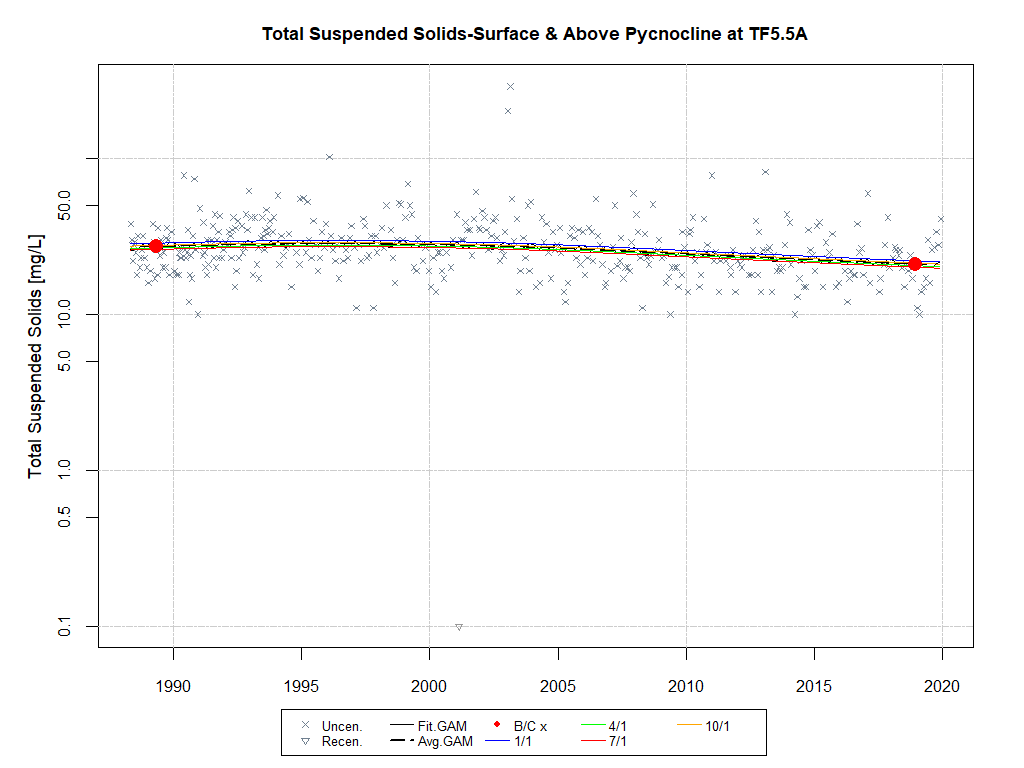 Total Suspended Solids-Surface & Above Pycnocline at TF5.5A
Total Suspended Solids [mg/L]
50.0
10.0
5.0
1.0
0.5
0.1
1990 1995 2000 2005 2010 2015 2020
Uncen. Fit.GAM B/C x 4/1 10/1
Recen. Avg.GAM 1/1 7/1